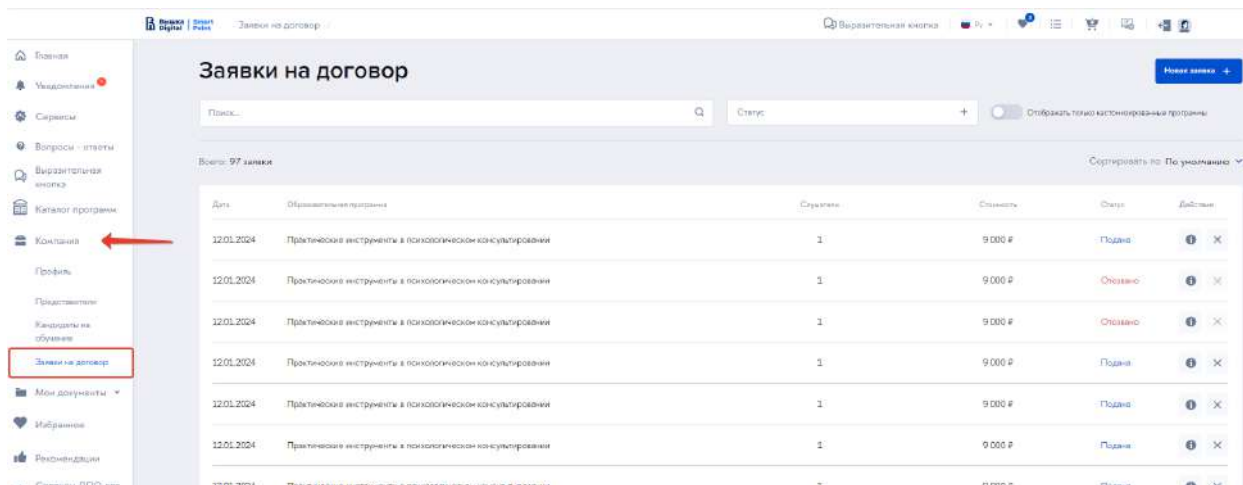 Вышка Digital | Smart Point
Заявки на договор
Выразительная кнопка
Ру
Главная
Уведомления
Сервисы
Вопросы - ответы
Выразительная
кнопка
Каталог программ
Компания
Профиль
Представители
Кандидаты на
обучение
Заявки на договор
Мои документы
Избранное
Рекомендации
Заявки на договор
Новая заявка +
Поиск...
Статус +
Отображать только кастомизированные программы
Всего: 97 заявки
Сортировать по По умолчанию
Дата Образовательная программа Слушатели Стоимость Статус Действие
12.01.2024 Практические инструменты в психологическом консультировании 1 9 000 ₽ Подана
12.01.2024 Практические инструменты в психологическом консультировании 1 9 000 ₽ Отозвано
12.01.2024 Практические инструменты в психологическом консультировании 1 9 000 ₽ Отозвано
12.01.2024 Практические инструменты в психологическом консультировании 1 9 000 ₽ Подана
12.01.2024 Практические инструменты в психологическом консультировании 1 9 000 ₽ Подана
12.01.2024 Практические инструменты в психологическом консультировании 1 9 000 ₽ Подана